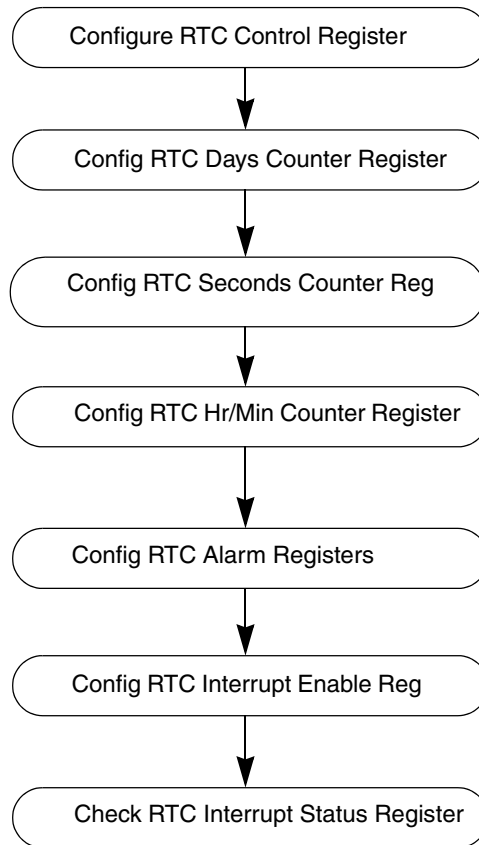 Configure RTC Control Register
Config RTC Days Counter Register
Config RTC Seconds Counter Reg
Config RTC Hr/Min Counter Register
Config RTC Alarm Registers
Config RTC Interrupt Enable Reg
Check RTC Interrupt Status Register